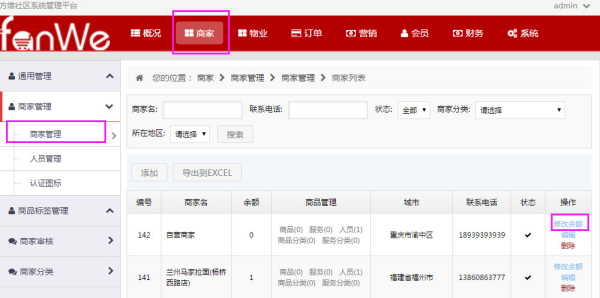 方维社区系统管理平台
admin
fanWe
概况 商家 物业 订单 营销 会员 财务 系统
通用管理
商家管理
商家管理
人员管理
认证图标
商品标签管理
商家审核
商家分类
您的位置： 商家 > 商家管理 > 商家管理 > 商家列表
商家名: 联系电话: 状态: 全部 商家分类: 请选择
所在地区: 请选择 搜索
添加 导出到EXCEL
编号 商家名 余额 商品管理 城市 联系电话 状态 操作
142 自营商家 0 商品(0) 服务(0) 人员(1) 商品分类(0) 服务分类(0) 重庆市渝中区 18939393939 修改余额 编辑 删除
141 兰州马家拉面(杨桥西路店) 1 商品(0) 服务(0) 人员(1) 商品分类(0) 服务分类(0) 福建省福州市 13860863777 修改余额 编辑 删除